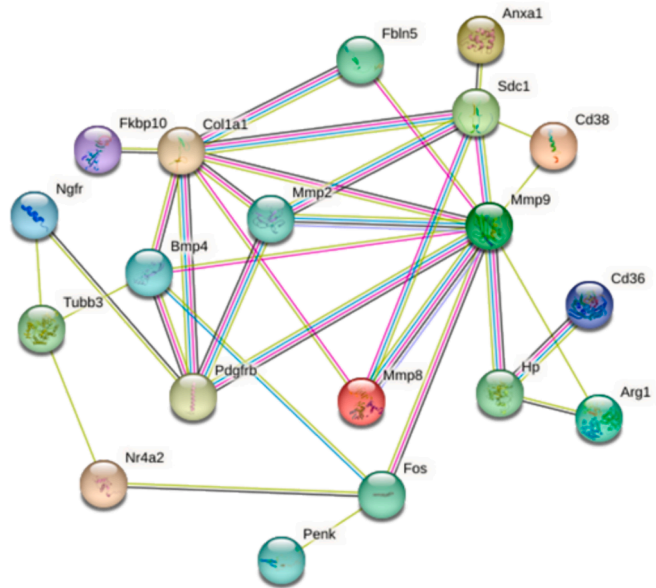 Anxa1
Fbln5
Sdc1
Fkbp10
Col1a1
Cd38
Ngfr
Mmp2
Mmp9
Bmp4
Cd36
Tubb3
Pdgfrb
Mmp8
Hp
Arg1
Nr4a2
Fos
Penk